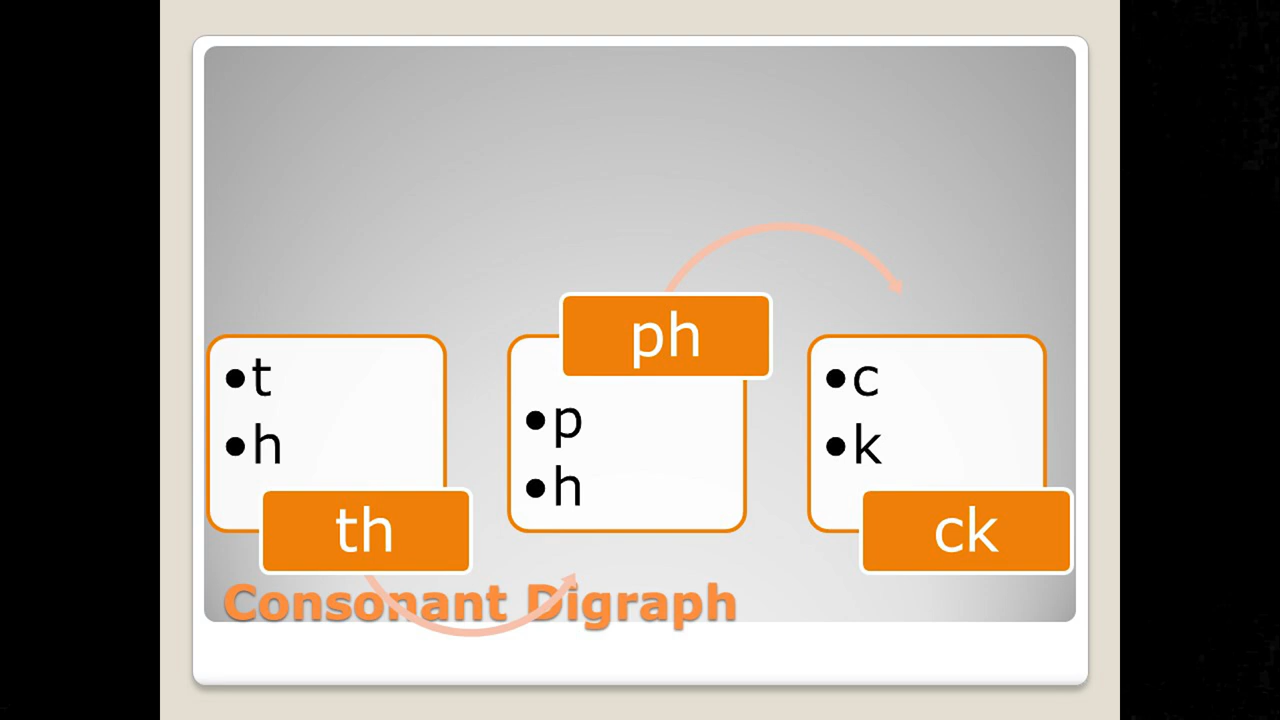 •t
•h
th
ph
•p
•h
•c
•k
ck
Consonant Digraph